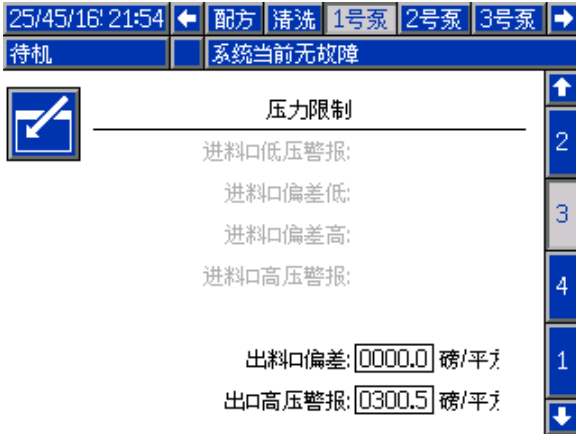 25/45/16! 21:54 配方 清洗 1号泵 2号泵 3号泵
待机 系统当前无故障
压力限制
进料口低压警报:
2
进料口偏差低:
进料口偏差高:
3
进料口高压警报:
4
出料口偏差: 0000.0 磅/平方
1
出口高压警报: 0300.5 磅/平方